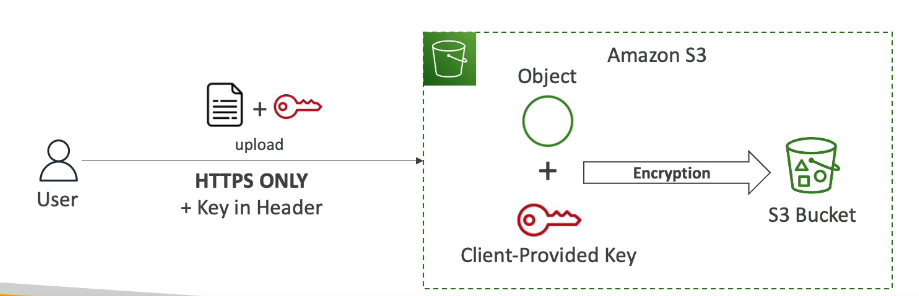 Amazon S3
Object
+
upload
HTTPS ONLY
+ Key in Header
User
+
Encryption
S3 Bucket
Client-Provided Key